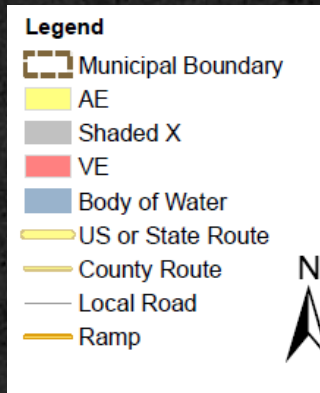 Legend
Municipal Boundary
AE
Shaded X
VE
Body of Water
US or State Route
County Route
Local Road
Ramp
N